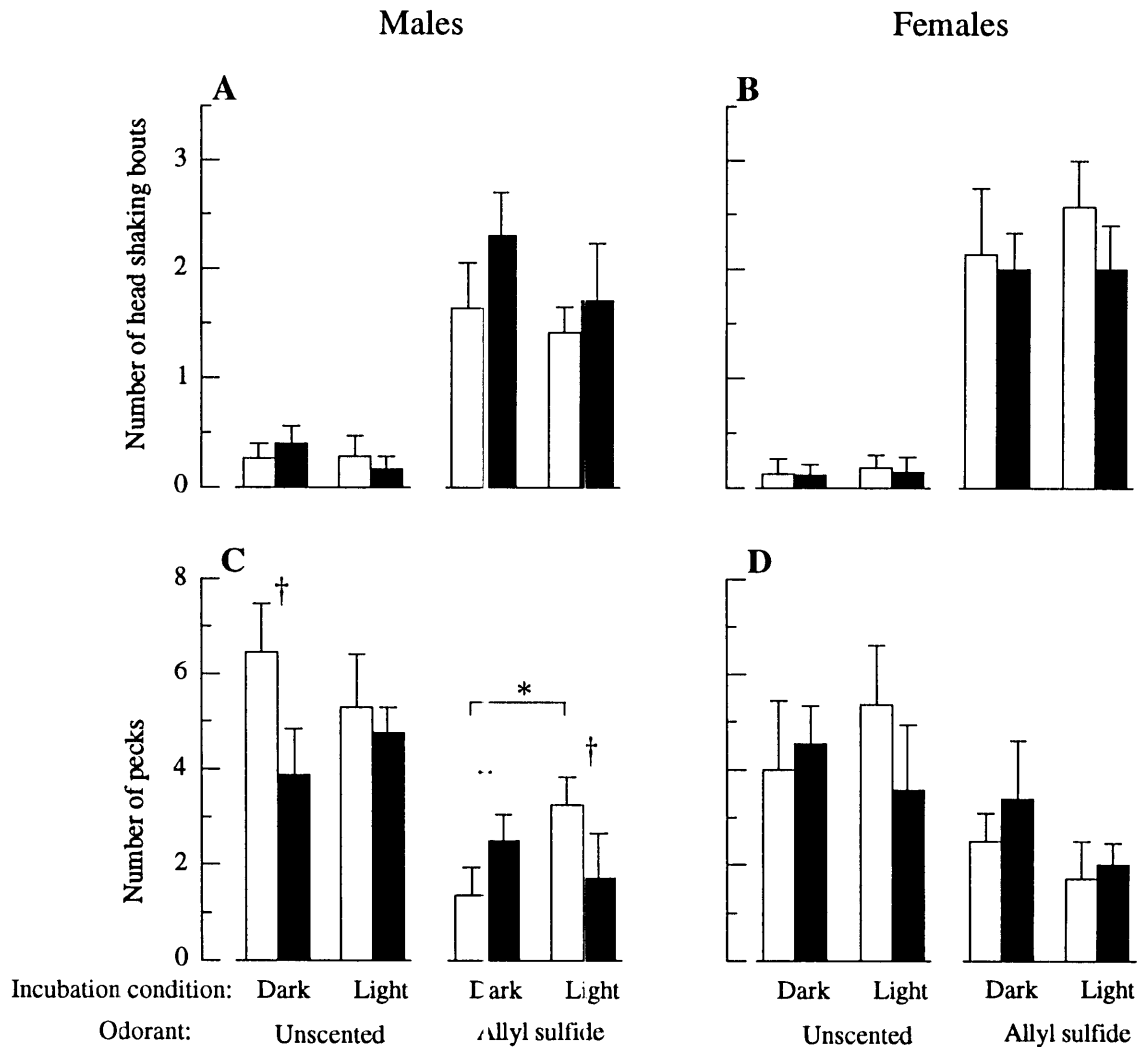 Males
Females
A
B
Number of head shaking bouts
3
2
1
0
C
D
Number of pecks
8
6
4
2
0
†
*
†
Incubation condition: Dark Light Dark Light Dark Light Dark Light
Odorant: Unscented Allyl sulfide Unscented Allyl sulfide